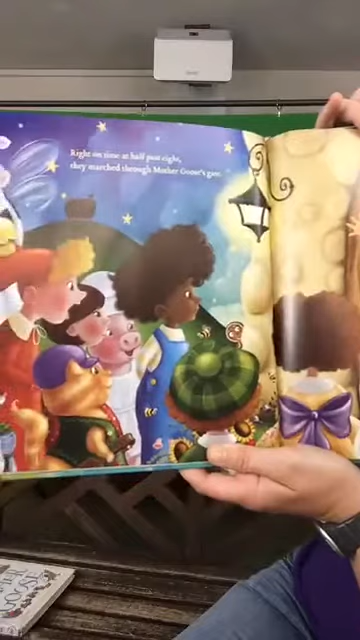 Right on time at half past eight,
they marched through Mother Goose's gate.